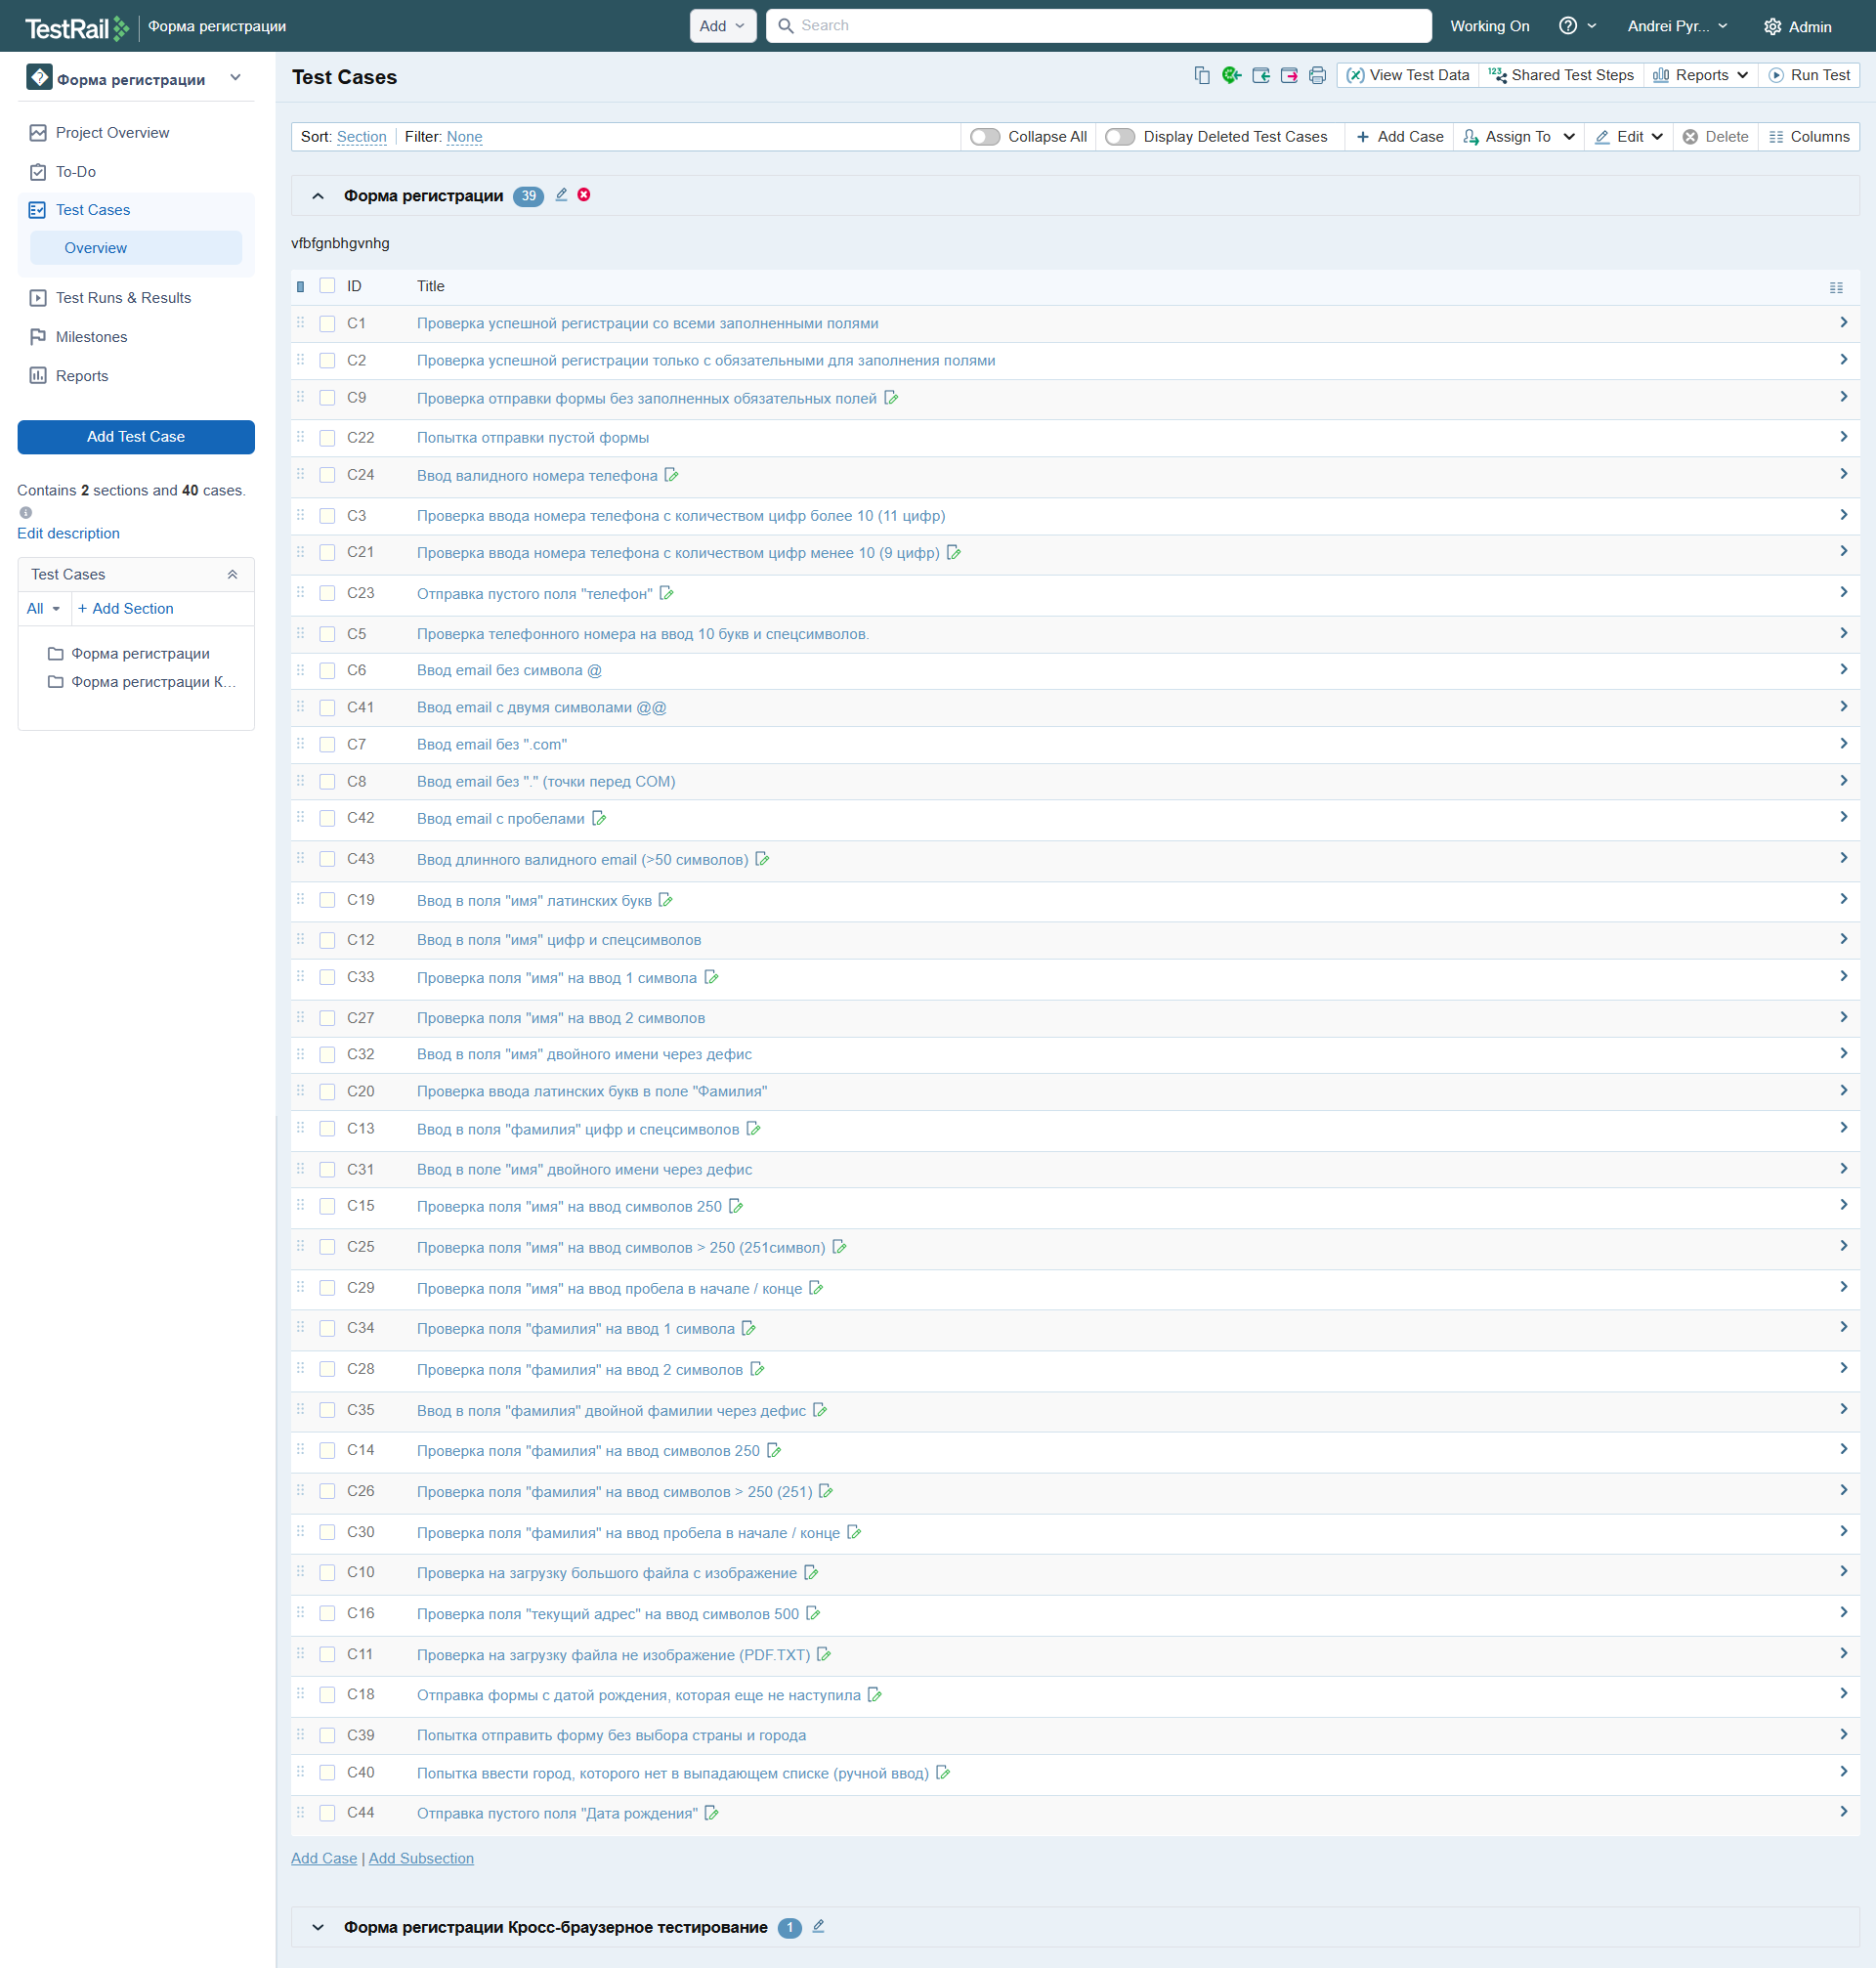 TestRail Форма регистрации Add Search Working On Andrei Pyr... Admin
Форма регистрации
Project Overview
To-Do
Test Cases
Overview
Test Runs & Results
Milestones
Reports
Add Test Case
Contains 2 sections and 40 cases.
Edit description
Test Cases
All + Add Section
Форма регистрации
Форма регистрации К...
Test Cases
View Test Data 123 Shared Test Steps Reports Run Test
Sort: Section Filter: None Collapse All Display Deleted Test Cases + Add Case Assign To Edit Delete Columns
Форма регистрации 39
vfbfgnbhgvnhg
ID Title
C1 Проверка успешной регистрации со всеми заполненными полями
C2 Проверка успешной регистрации только с обязательными для заполнения полями
C9 Проверка отправки формы без заполненных обязательных полей
C22 Попытка отправки пустой формы
C24 Ввод валидного номера телефона
C3 Проверка ввода номера телефона с количеством цифр более 10 (11 цифр)
C21 Проверка ввода номера телефона с количеством цифр менее 10 (9 цифр)
C23 Отправка пустого поля "телефон"
C5 Проверка телефонного номера на ввод 10 букв и спецсимволов.
C6 Ввод email без символа @
C41 Ввод email с двумя символами @@
C7 Ввод email без ".com"
C8 Ввод email без "." (точки перед COM)
C42 Ввод email с пробелами
C43 Ввод длинного валидного email (>50 символов)
C19 Ввод в поля "имя" латинских букв
C12 Ввод в поля "имя" цифр и спецсимволов
C33 Проверка поля "имя" на ввод 1 символа
C27 Проверка поля "имя" на ввод 2 символов
C32 Ввод в поля "имя" двойного имени через дефис
C20 Проверка ввода латинских букв в поле "Фамилия"
C13 Ввод в поля "фамилия" цифр и спецсимволов
C31 Ввод в поле "имя" двойного имени через дефис
C15 Проверка поля "имя" на ввод символов 250
C25 Проверка поля "имя" на ввод символов > 250 (251символ)
C29 Проверка поля "имя" на ввод пробела в начале / конце
C34 Проверка поля "фамилия" на ввод 1 символа
C28 Проверка поля "фамилия" на ввод 2 символов
C35 Ввод в поля "фамилия" двойной фамилии через дефис
C14 Проверка поля "фамилия" на ввод символов 250
C26 Проверка поля "фамилия" на ввод символов > 250 (251)
C30 Проверка поля "фамилия" на ввод пробела в начале / конце
C10 Проверка на загрузку большого файла с изображение
C16 Проверка поля "текущий адрес" на ввод символов 500
C11 Проверка на загрузку файла не изображение (PDF.TXT)
C18 Отправка формы с датой рождения, которая еще не наступила
C39 Попытка отправить форму без выбора страны и города
C40 Попытка ввести город, которого нет в выпадающем списке (ручной ввод)
C44 Отправка пустого поля "Дата рождения"
Add Case | Add Subsection
Форма регистрации Кросс-браузерное тестирование 1